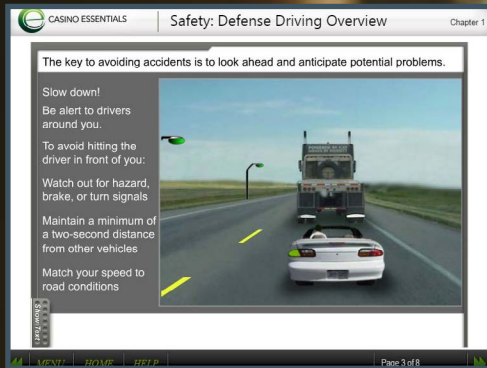 CASINO ESSENTIALS
Safety: Defense Driving Overview
Chapter 1
The key to avoiding accidents is to look ahead and anticipate potential problems.
Slow down!
Be alert to drivers
around you.
To avoid hitting the
driver in front of you:
Watch out for hazard,
brake, or turn signals
Maintain a minimum of
a two-second distance
from other vehicles
Match your speed to
road conditions
Show Text
MENU HOME HELP
Page 3 of 8